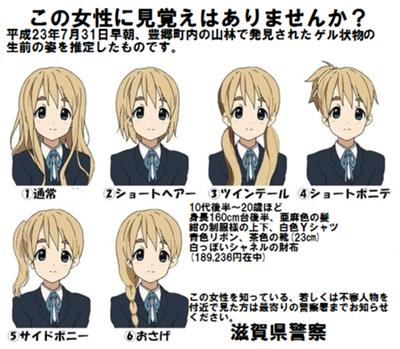 この女性に見覚えはありませんか？
平成23年7月31日早朝、豊郷町内の山林で発見されたゲル状物の
生前の姿を推定したものです。
①通常
②ショートヘアー
③ツインテール
④ショートポニテ
10代後半～20歳ほど
身長160cm台後半、亜麻色の髪
紺の制服様の上下、白色Yシャツ
青色リボン、茶色の靴(23cm)
白っぽいシャネルの財布
(189,236円在中)
⑤サイドポニー
⑥おさげ
この女性を知っている、若しくは不審人物を
付近で見た方は最寄りの警察署までお知らせ
ください。
滋賀県警察